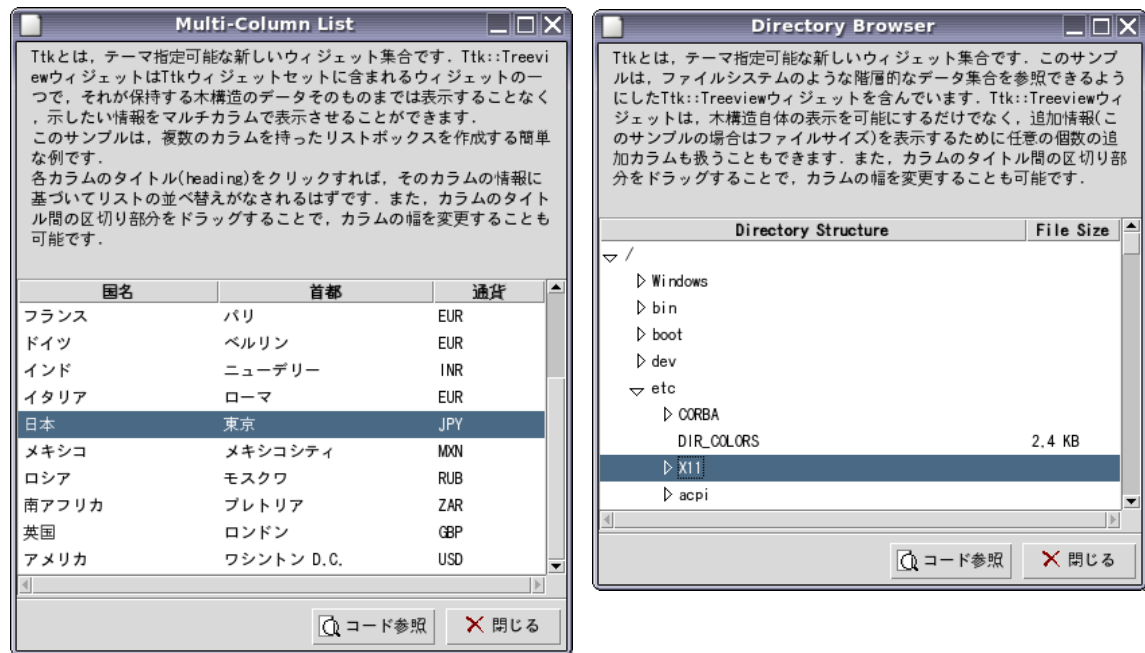 Multi-Column List
Ttkとは，テーマ指定可能な新しいウィジェット集合です．Ttk::Treevi
ewウィジェットはTtkウィジェットセットに含まれるウィジェットの一
つで，それが保持する木構造のデータそのものまでは表示することなく
，示したい情報をマルチカラムで表示させることができます．
このサンプルは，複数のカラムを持ったリストボックスを作成する簡単
な例です．
各カラムのタイトル(heading)をクリックすれば，そのカラムの情報に
基づいてリストの並べ替えがなされるはずです．また，カラムのタイト
ル間の区切り部分をドラッグすることで，カラムの幅を変更することも
可能です．
国名 首都 通貨
フランス パリ EUR
ドイツ ベルリン EUR
インド ニューデリー INR
イタリア ローマ EUR
日本 東京 JPY
メキシコ メキシコシティ MXN
ロシア モスクワ RUB
南アフリカ プレトリア ZAR
英国 ロンドン GBP
アメリカ ワシントン D.C. USD
コード参照 閉じる
Directory Browser
Ttkとは，テーマ指定可能な新しいウィジェット集合です．このサンプ
ルは，ファイルシステムのような階層的なデータ集合を参照できるよう
にしたTtk::Treeviewウィジェットを含んでいます．Ttk::Treeviewウィ
ジェットは，木構造自体の表示を可能にするだけでなく，追加情報(こ
のサンプルの場合はファイルサイズ)を表示するために任意の個数の追
加カラムも扱うこともできます．また，カラムのタイトル間の区切り部
分をドラッグすることで，カラムの幅を変更することも可能です．
Directory Structure File Size
/
Windows
bin
boot
dev
etc
CORBA
DIR_COLORS 2.4 KB
X11
acpi
コード参照 閉じる